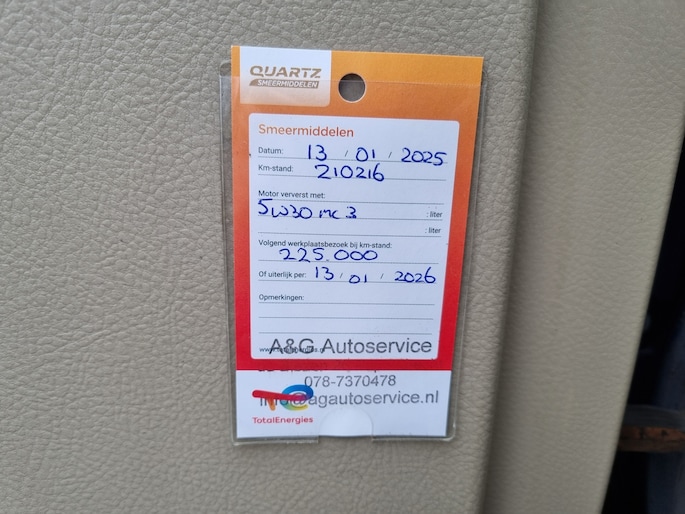 QUARTZ
SMEERMIDDELEN
Smeermiddelen
Datum: 13 / 01 / 2025
Km-stand: 210216
Motor ververst met:
5W30 MC 3 : liter
: liter
Volgend werkplaatsbezoek bij km-stand:
225.000
Of uiterlijk per: 13 / 01 / 2026
Opmerkingen:
A&G Autoservice
078-7370478
info@agautoservice.nl
TotalEnergies